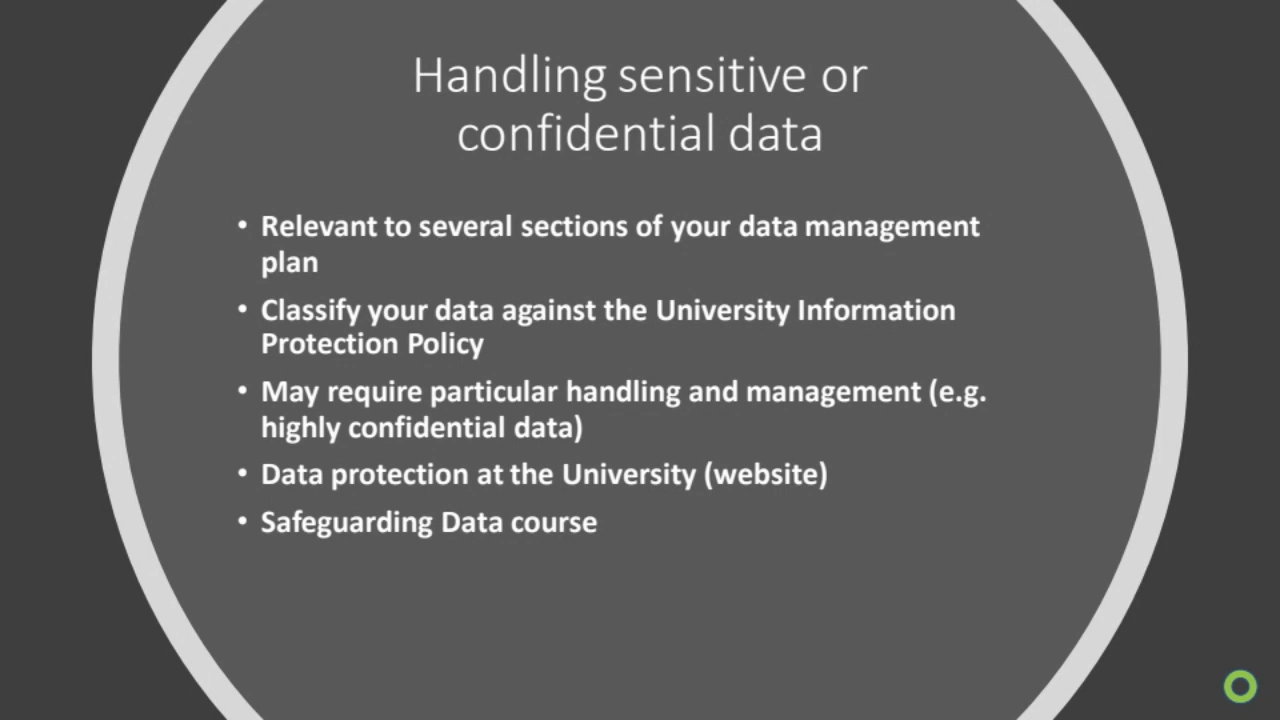 Handling sensitive or
confidential data
• Relevant to several sections of your data management
plan
• Classify your data against the University Information
Protection Policy
• May require particular handling and management (e.g.
highly confidential data)
• Data protection at the University (website)
• Safeguarding Data course